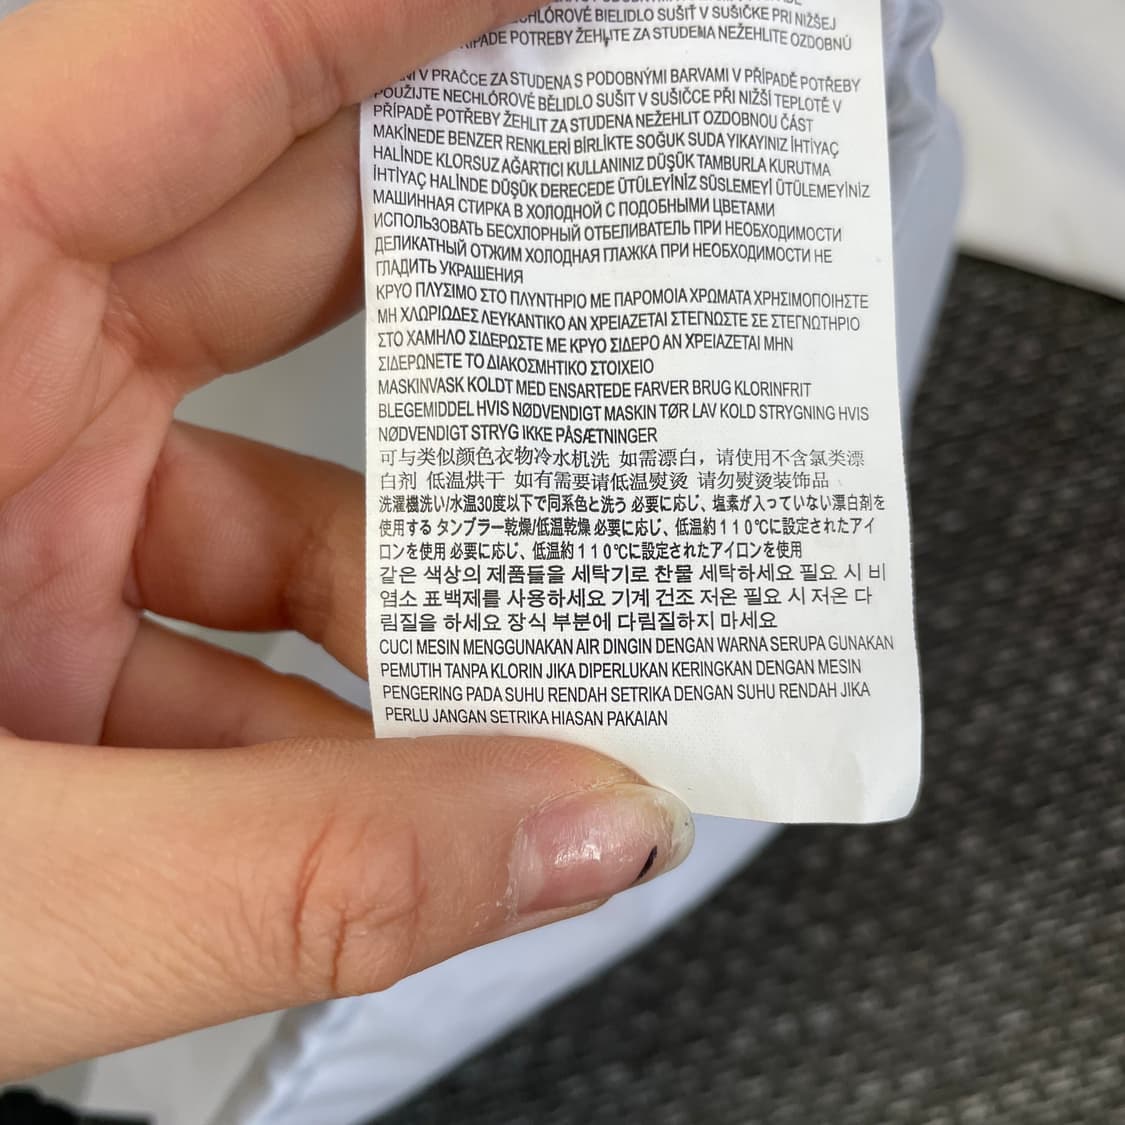 NECHLÓROVÉ BIELIDLO SUŠIŤ V SUŠIČKE PRI NIŽŠEJ
PRÍPADE POTREBY ŽEHLITE ZA STUDENA NEŽEHLITE OZDOBNÚ
V PRAČCE ZA STUDENA S PODOBNÝMI BARVAMI V PŘÍPADĚ POTŘEBY
POUŽIJTE NECHLÓROVÉ BĚLIDLO SUŠIT V SUŠIČCE PŘI NIŽŠÍ TEPLOTĚ V
PŘÍPADĚ POTŘEBY ŽEHLIT ZA STUDENA NEŽEHLIT OZDOBNOU ČÁST
MAKİNEDE BENZER RENKLERİ BİRLİKTE SOĞUK SUDA YIKAYINIZ İHTİYAÇ
HALİNDE KLORSUZ AĞARTICI KULLANINIZ DÜŞÜK TAMBURLA KURUTMA
İHTİYAÇ HALİNDE DÜŞÜK DERECEDE ÜTÜLEYİNİZ SÜSLEMEYİ ÜTÜLEMEYİNİZ
МАШИННАЯ СТИРКА В ХОЛОДНОЙ С ПОДОБНЫМИ ЦВЕТАМИ
ИСПОЛЬЗОВАТЬ БЕСХЛОРНЫЙ ОТБЕЛИВАТЕЛЬ ПРИ НЕОБХОДИМОСТИ
ДЕЛИКАТНЫЙ ОТЖИМ ХОЛОДНАЯ ГЛАЖКА ПРИ НЕОБХОДИМОСТИ НЕ
ГЛАДИТЬ УКРАШЕНИЯ
ΚΡΥΟ ΠΛΥΣΙΜΟ ΣΤΟ ΠΛΥΝΤΗΡΙΟ ΜΕ ΠΑΡΟΜΟΙΑ ΧΡΩΜΑΤΑ ΧΡΗΣΙΜΟΠΟΙΗΣΤΕ
ΜΗ ΧΛΩΡΙΩΔΕΣ ΛΕΥΚΑΝΤΙΚΟ ΑΝ ΧΡΕΙΑΖΕΤΑΙ ΣΤΕΓΝΩΣΤΕ ΣΕ ΣΤΕΓΝΩΤΗΡΙΟ
ΣΤΟ ΧΑΜΗΛΟ ΣΙΔΕΡΩΣΤΕ ΜΕ ΚΡΥΟ ΣΙΔΕΡΟ ΑΝ ΧΡΕΙΑΖΕΤΑΙ ΜΗΝ
ΣΙΔΕΡΩΝΕΤΕ ΤΟ ΔΙΑΚΟΣΜΗΤΙΚΟ ΣΤΟΙΧΕΙΟ
MASKINVASK KOLDT MED ENSARTEDE FARVER BRUG KLORINFRIT
BLEGEMIDDEL HVIS NØDVENDIGT MASKIN TØR LAV KOLD STRYGNING HVIS
NØDVENDIGT STRYG IKKE PÅSÆTNINGER
可与类似颜色衣物冷水机洗 如需漂白，请使用不含氯类漂
白剂 低温烘干 如有需要请低温熨烫 请勿熨烫装饰品
洗濯機洗い/水温30度以下で同系色と洗う 必要に応じ、塩素が入っていない漂白剤を
使用する タンブラー乾燥/低温乾燥 必要に応じ、低温約１１０℃に設定されたアイ
ロンを使用 必要に応じ、低温約１１０℃に設定されたアイロンを使用
같은 색상의 제품들을 세탁기로 찬물 세탁하세요 필요 시 비
염소 표백제를 사용하세요 기계 건조 저온 필요 시 저온 다
림질을 하세요 장식 부분에 다림질하지 마세요
CUCI MESIN MENGGUNAKAN AIR DINGIN DENGAN WARNA SERUPA GUNAKAN
PEMUTIH TANPA KLORIN JIKA DIPERLUKAN KERINGKAN DENGAN MESIN
PENGERING PADA SUHU RENDAH SETRIKA DENGAN SUHU RENDAH JIKA
PERLU JANGAN SETRIKA HIASAN PAKAIAN